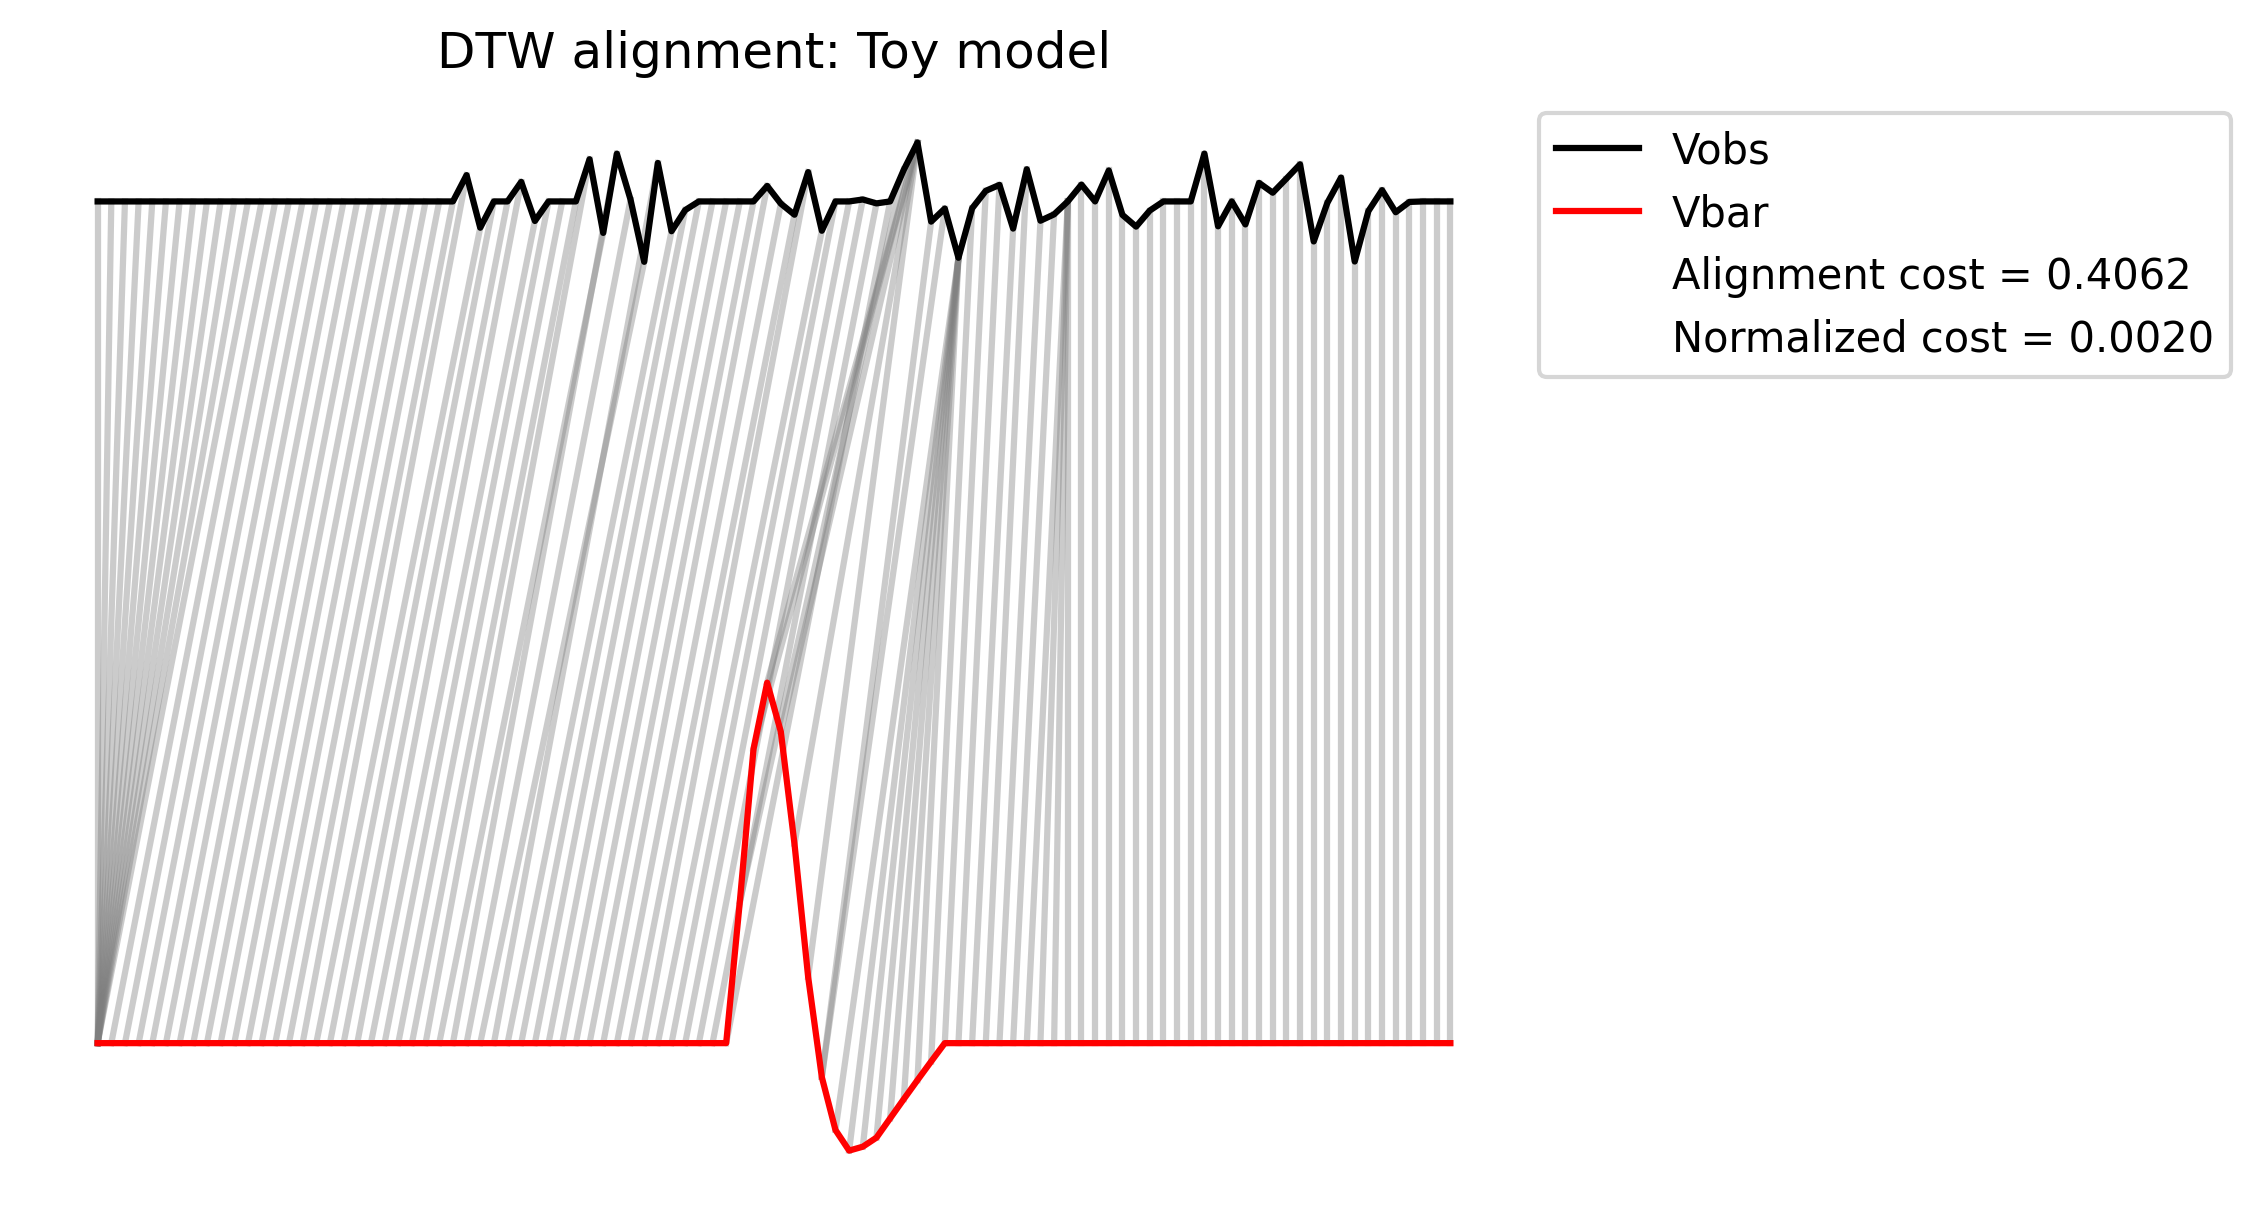 DTW alignment: Toy model
Vobs
Vbar
Alignment cost = 0.4062
Normalized cost = 0.0020